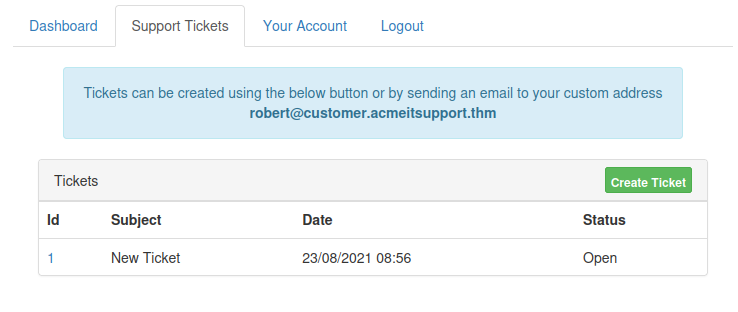 Dashboard Support Tickets Your Account Logout
Tickets can be created using the below button or by sending an email to your custom address
robert@customer.acmeitsupport.thm
Tickets Create Ticket
Id Subject Date Status
1 New Ticket 23/08/2021 08:56 Open